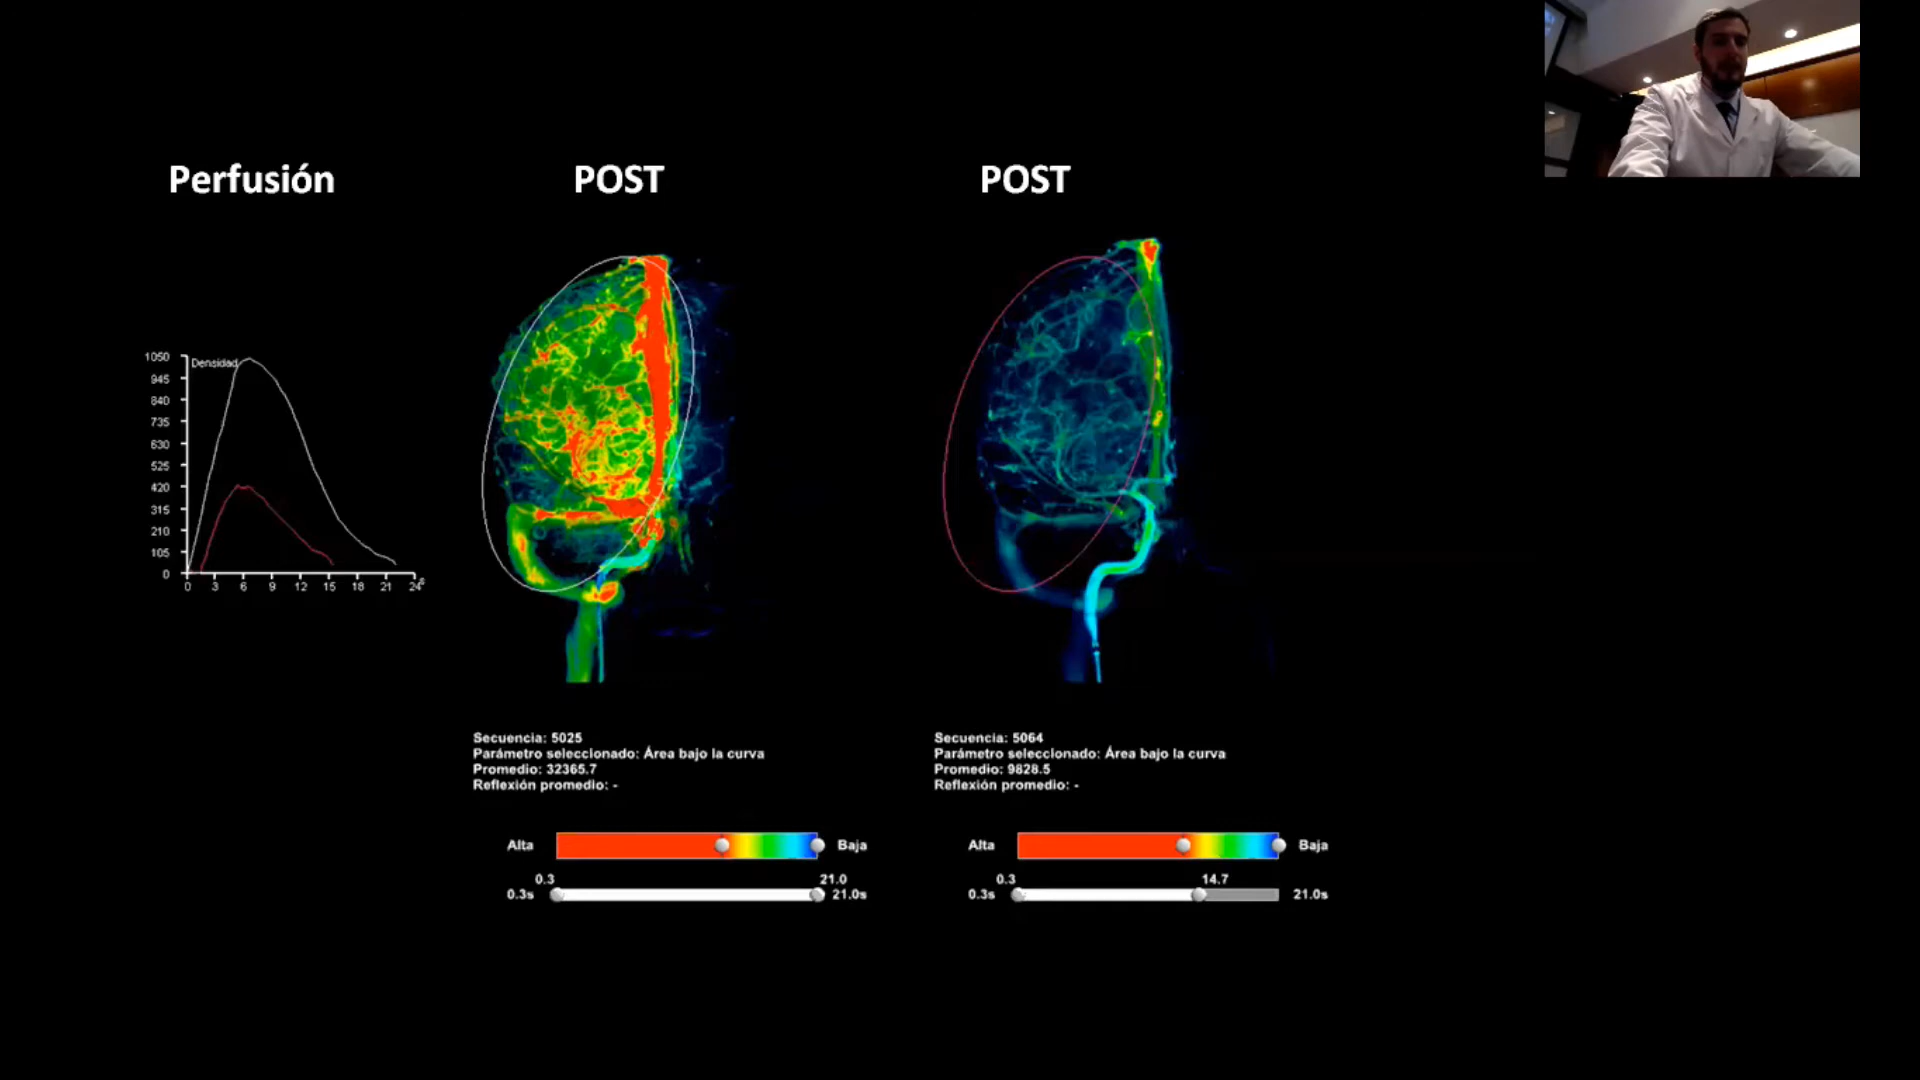 Perfusión
POST
POST
Densidad
1050
945
840
735
630
525
420
315
210
105
0
0 3 6 9 12 15 18 21 24 s
Secuencia: 5025
Parámetro seleccionado: Área bajo la curva
Promedio: 32365.7
Reflexión promedio: -
Secuencia: 5064
Parámetro seleccionado: Área bajo la curva
Promedio: 9828.5
Reflexión promedio: -
Alta Baja
0.3 21.0
0.3s 21.0s
Alta Baja
0.3 14.7
0.3s 21.0s